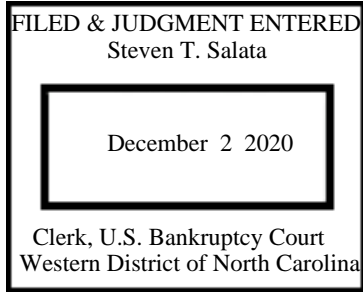 FILED & JUDGMENT ENTERED
Steven T. Salata
December 2 2020
Clerk, U.S. Bankruptcy Court
Western District of North Carolina